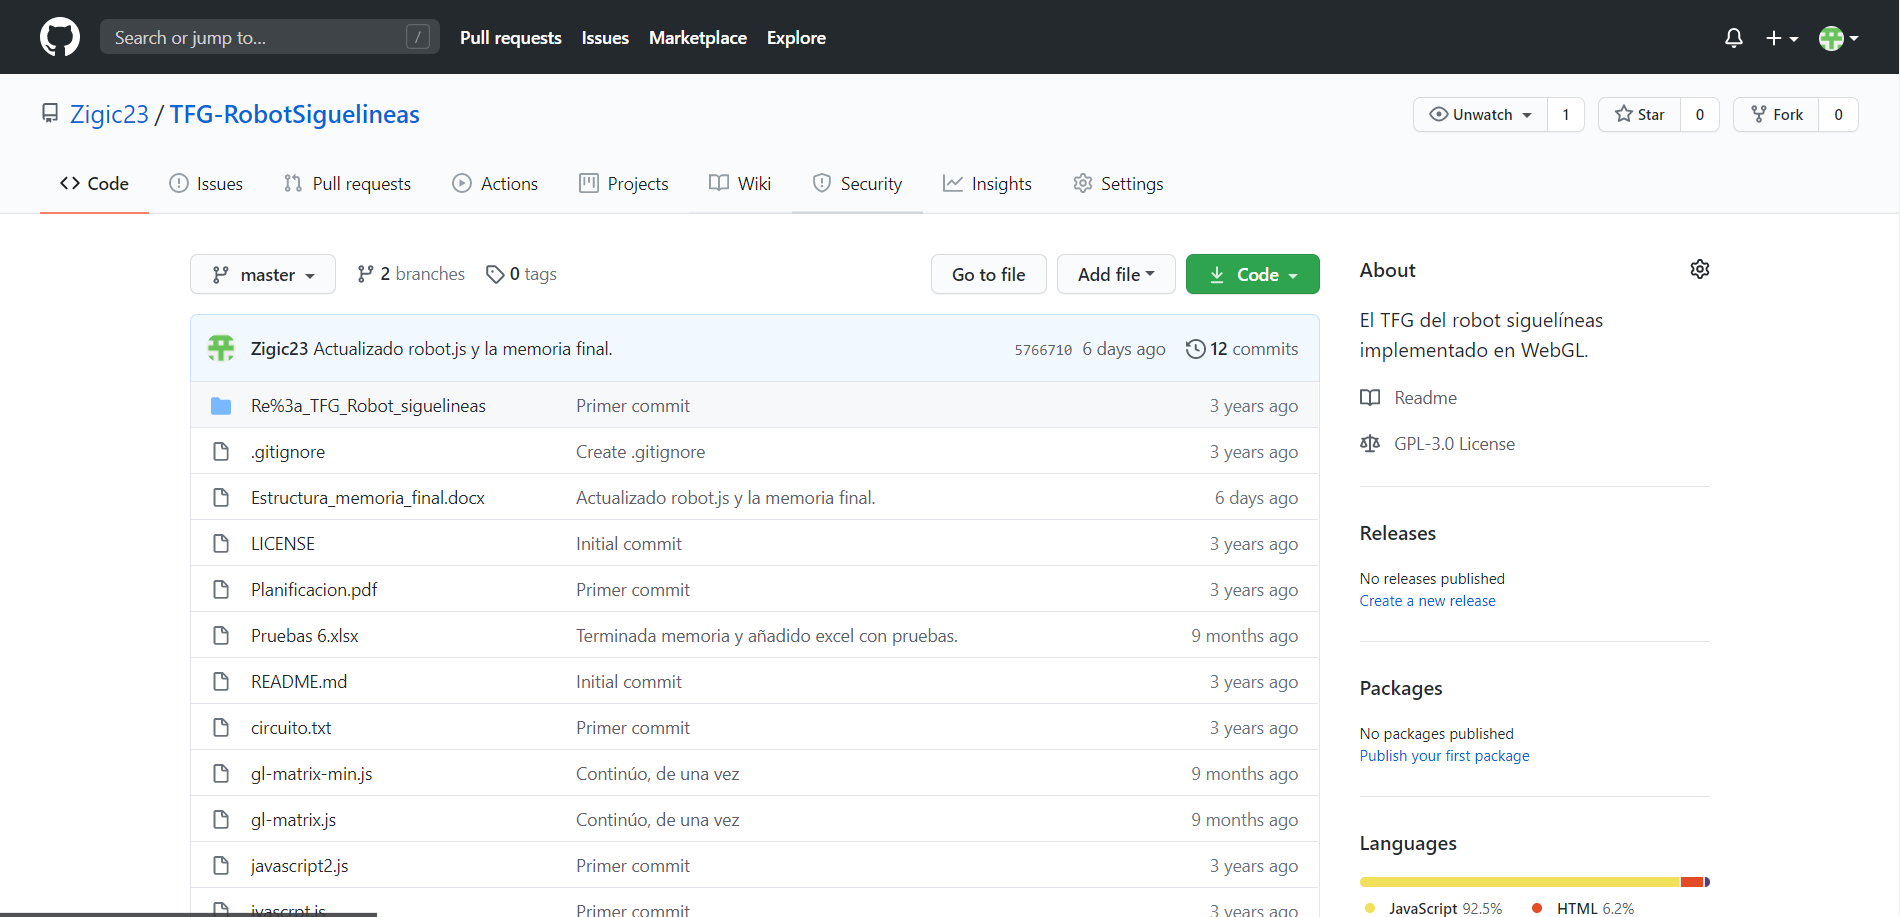 Search or jump to... / Pull requests Issues Marketplace Explore
Zigic23 / TFG-RobotSiguelineas Unwatch 1 Star 0 Fork 0
Code Issues Pull requests Actions Projects Wiki Security Insights Settings
master 2 branches 0 tags Go to file Add file Code
Zigic23 Actualizado robot.js y la memoria final. 5766710 6 days ago 12 commits
Re%3a_TFG_Robot_siguelineas Primer commit 3 years ago
.gitignore Create .gitignore 3 years ago
Estructura_memoria_final.docx Actualizado robot.js y la memoria final. 6 days ago
LICENSE Initial commit 3 years ago
Planificacion.pdf Primer commit 3 years ago
Pruebas 6.xlsx Terminada memoria y añadido excel con pruebas. 9 months ago
README.md Initial commit 3 years ago
circuito.txt Primer commit 3 years ago
gl-matrix-min.js Continúo, de una vez 9 months ago
gl-matrix.js Continúo, de una vez 9 months ago
javascript2.js Primer commit 3 years ago
jvascrpt.js Primer commit 3 years ago
About
El TFG del robot siguelíneas
implementado en WebGL.
Readme
GPL-3.0 License
Releases
No releases published
Create a new release
Packages
No packages published
Publish your first package
Languages
JavaScript 92.5% HTML 6.2%